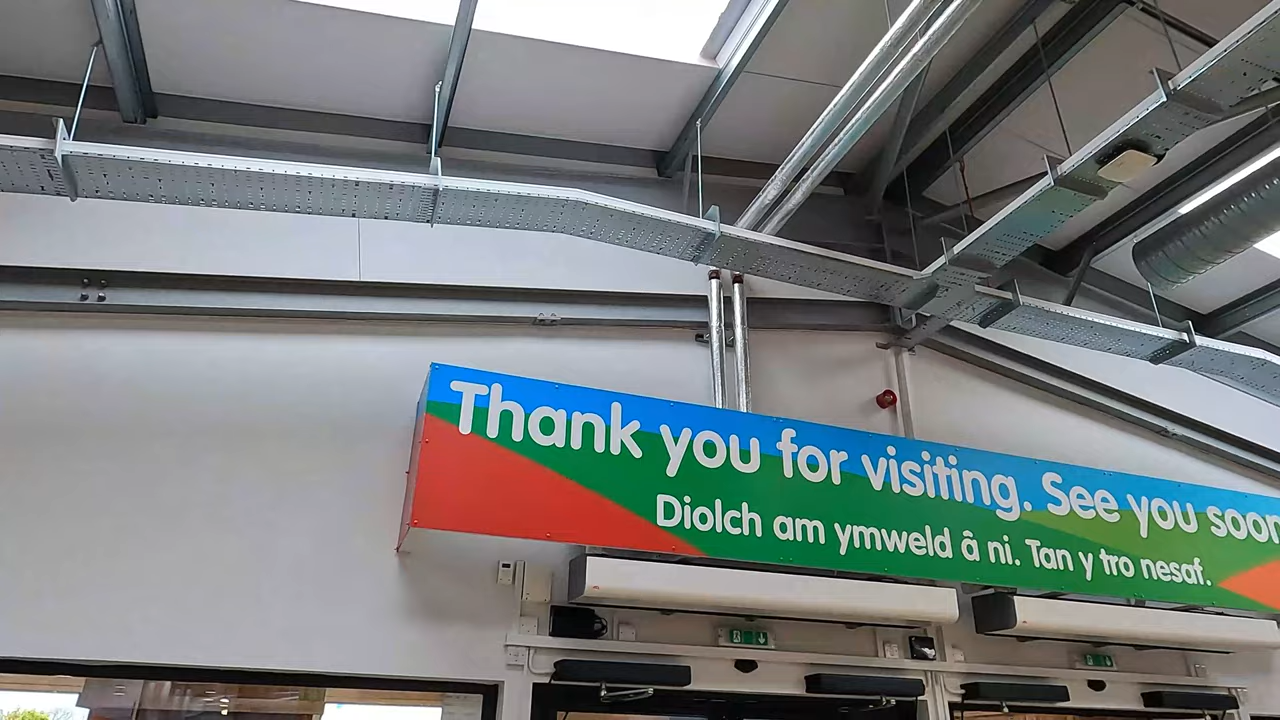 Thank you for visiting. See you soon
Diolch am ymweld â ni. Tan y tro nesaf.